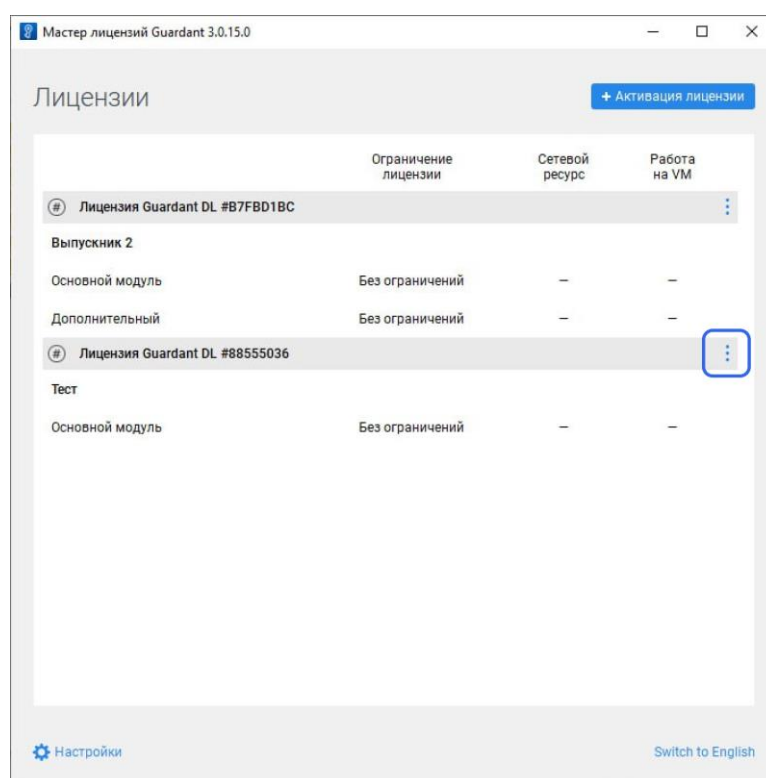 Мастер лицензий Guardant 3.0.15.0
Лицензии
+ Активация лицензии
Ограничение лицензии
Сетевой ресурс
Работа на VM
# Лицензия Guardant DL #B7FBD1BC
Выпускник 2
Основной модуль Без ограничений – –
Дополнительный Без ограничений – –
# Лицензия Guardant DL #88555036
Тест
Основной модуль Без ограничений – –
Настройки
Switch to English